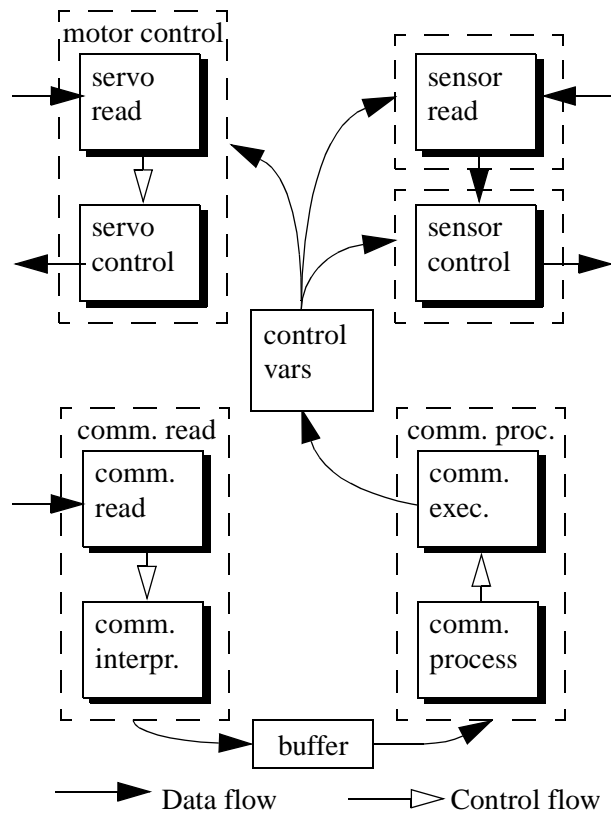 motor control
servo
read
servo
control
sensor
read
sensor
control
control
vars
comm. read
comm.
read
comm.
interpr.
comm. proc.
comm.
exec.
comm.
process
buffer
Data flow
Control flow